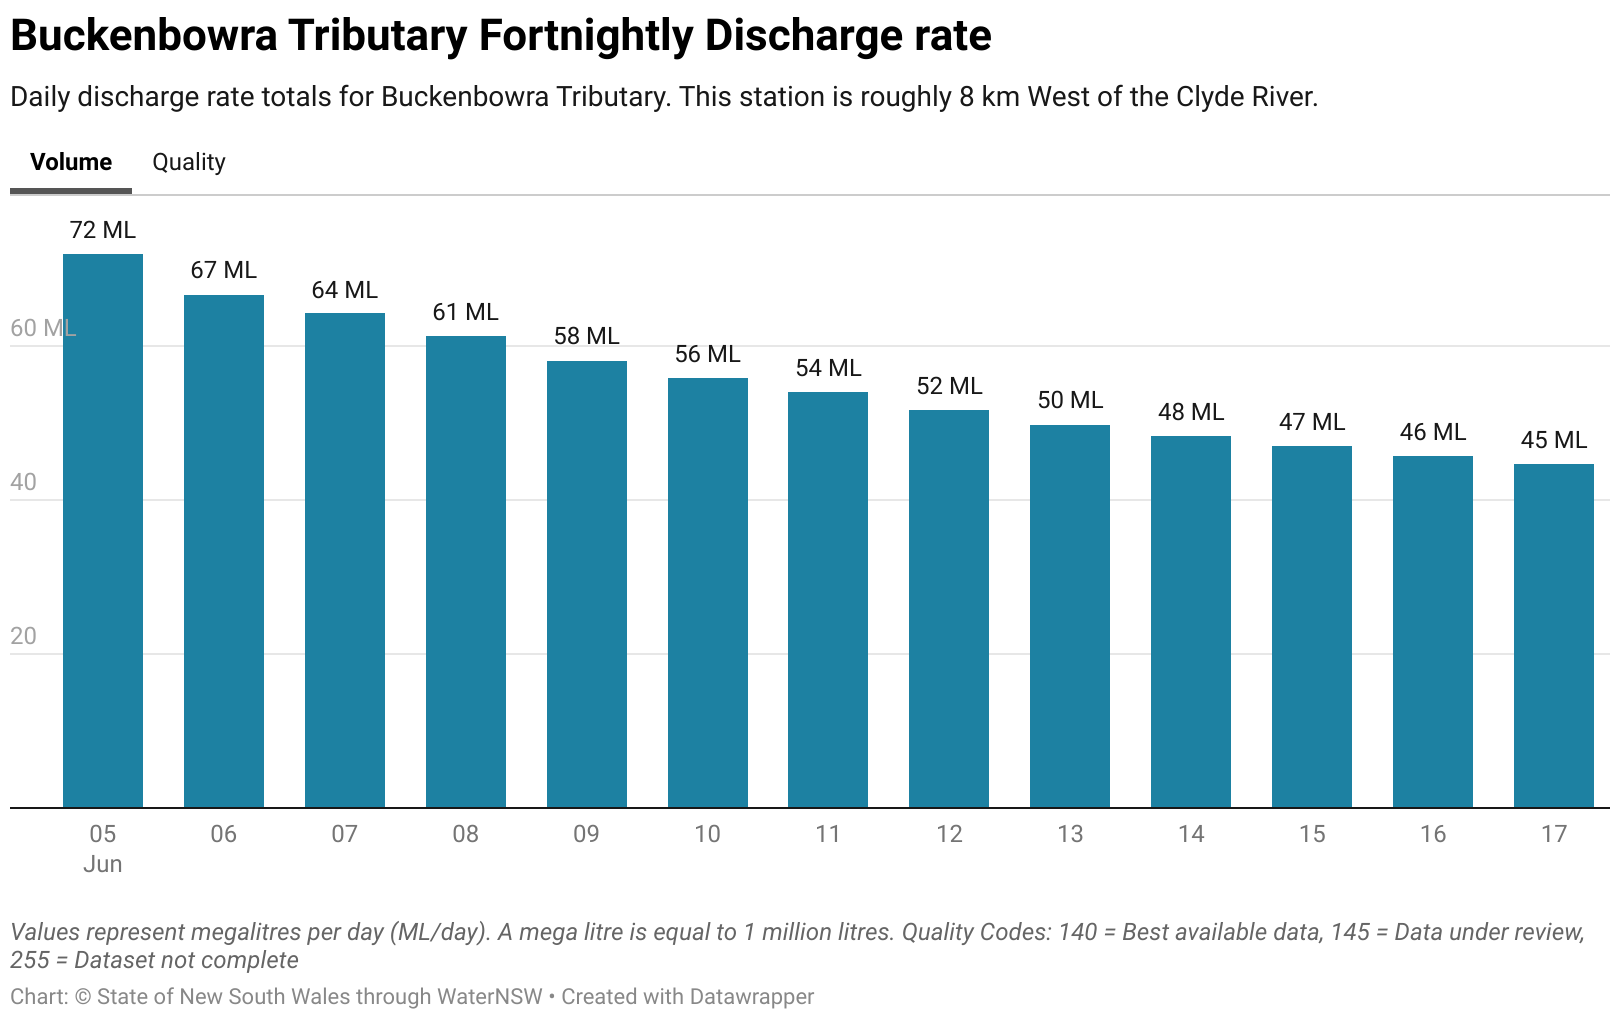 Buckenbowra Tributary Fortnightly Discharge rate
Daily discharge rate totals for Buckenbowra Tributary. This station is roughly 8 km West of the Clyde River.
Volume Quality
72 ML
67 ML
64 ML
61 ML
58 ML
56 ML
54 ML
52 ML
50 ML
48 ML
47 ML
46 ML
45 ML
60 ML
40
20
05 06 07 08 09 10 11 12 13 14 15 16 17
Jun
Values represent megalitres per day (ML/day). A mega litre is equal to 1 million litres. Quality Codes: 140 = Best available data, 145 = Data under review,
255 = Dataset not complete
Chart: © State of New South Wales through WaterNSW • Created with Datawrapper